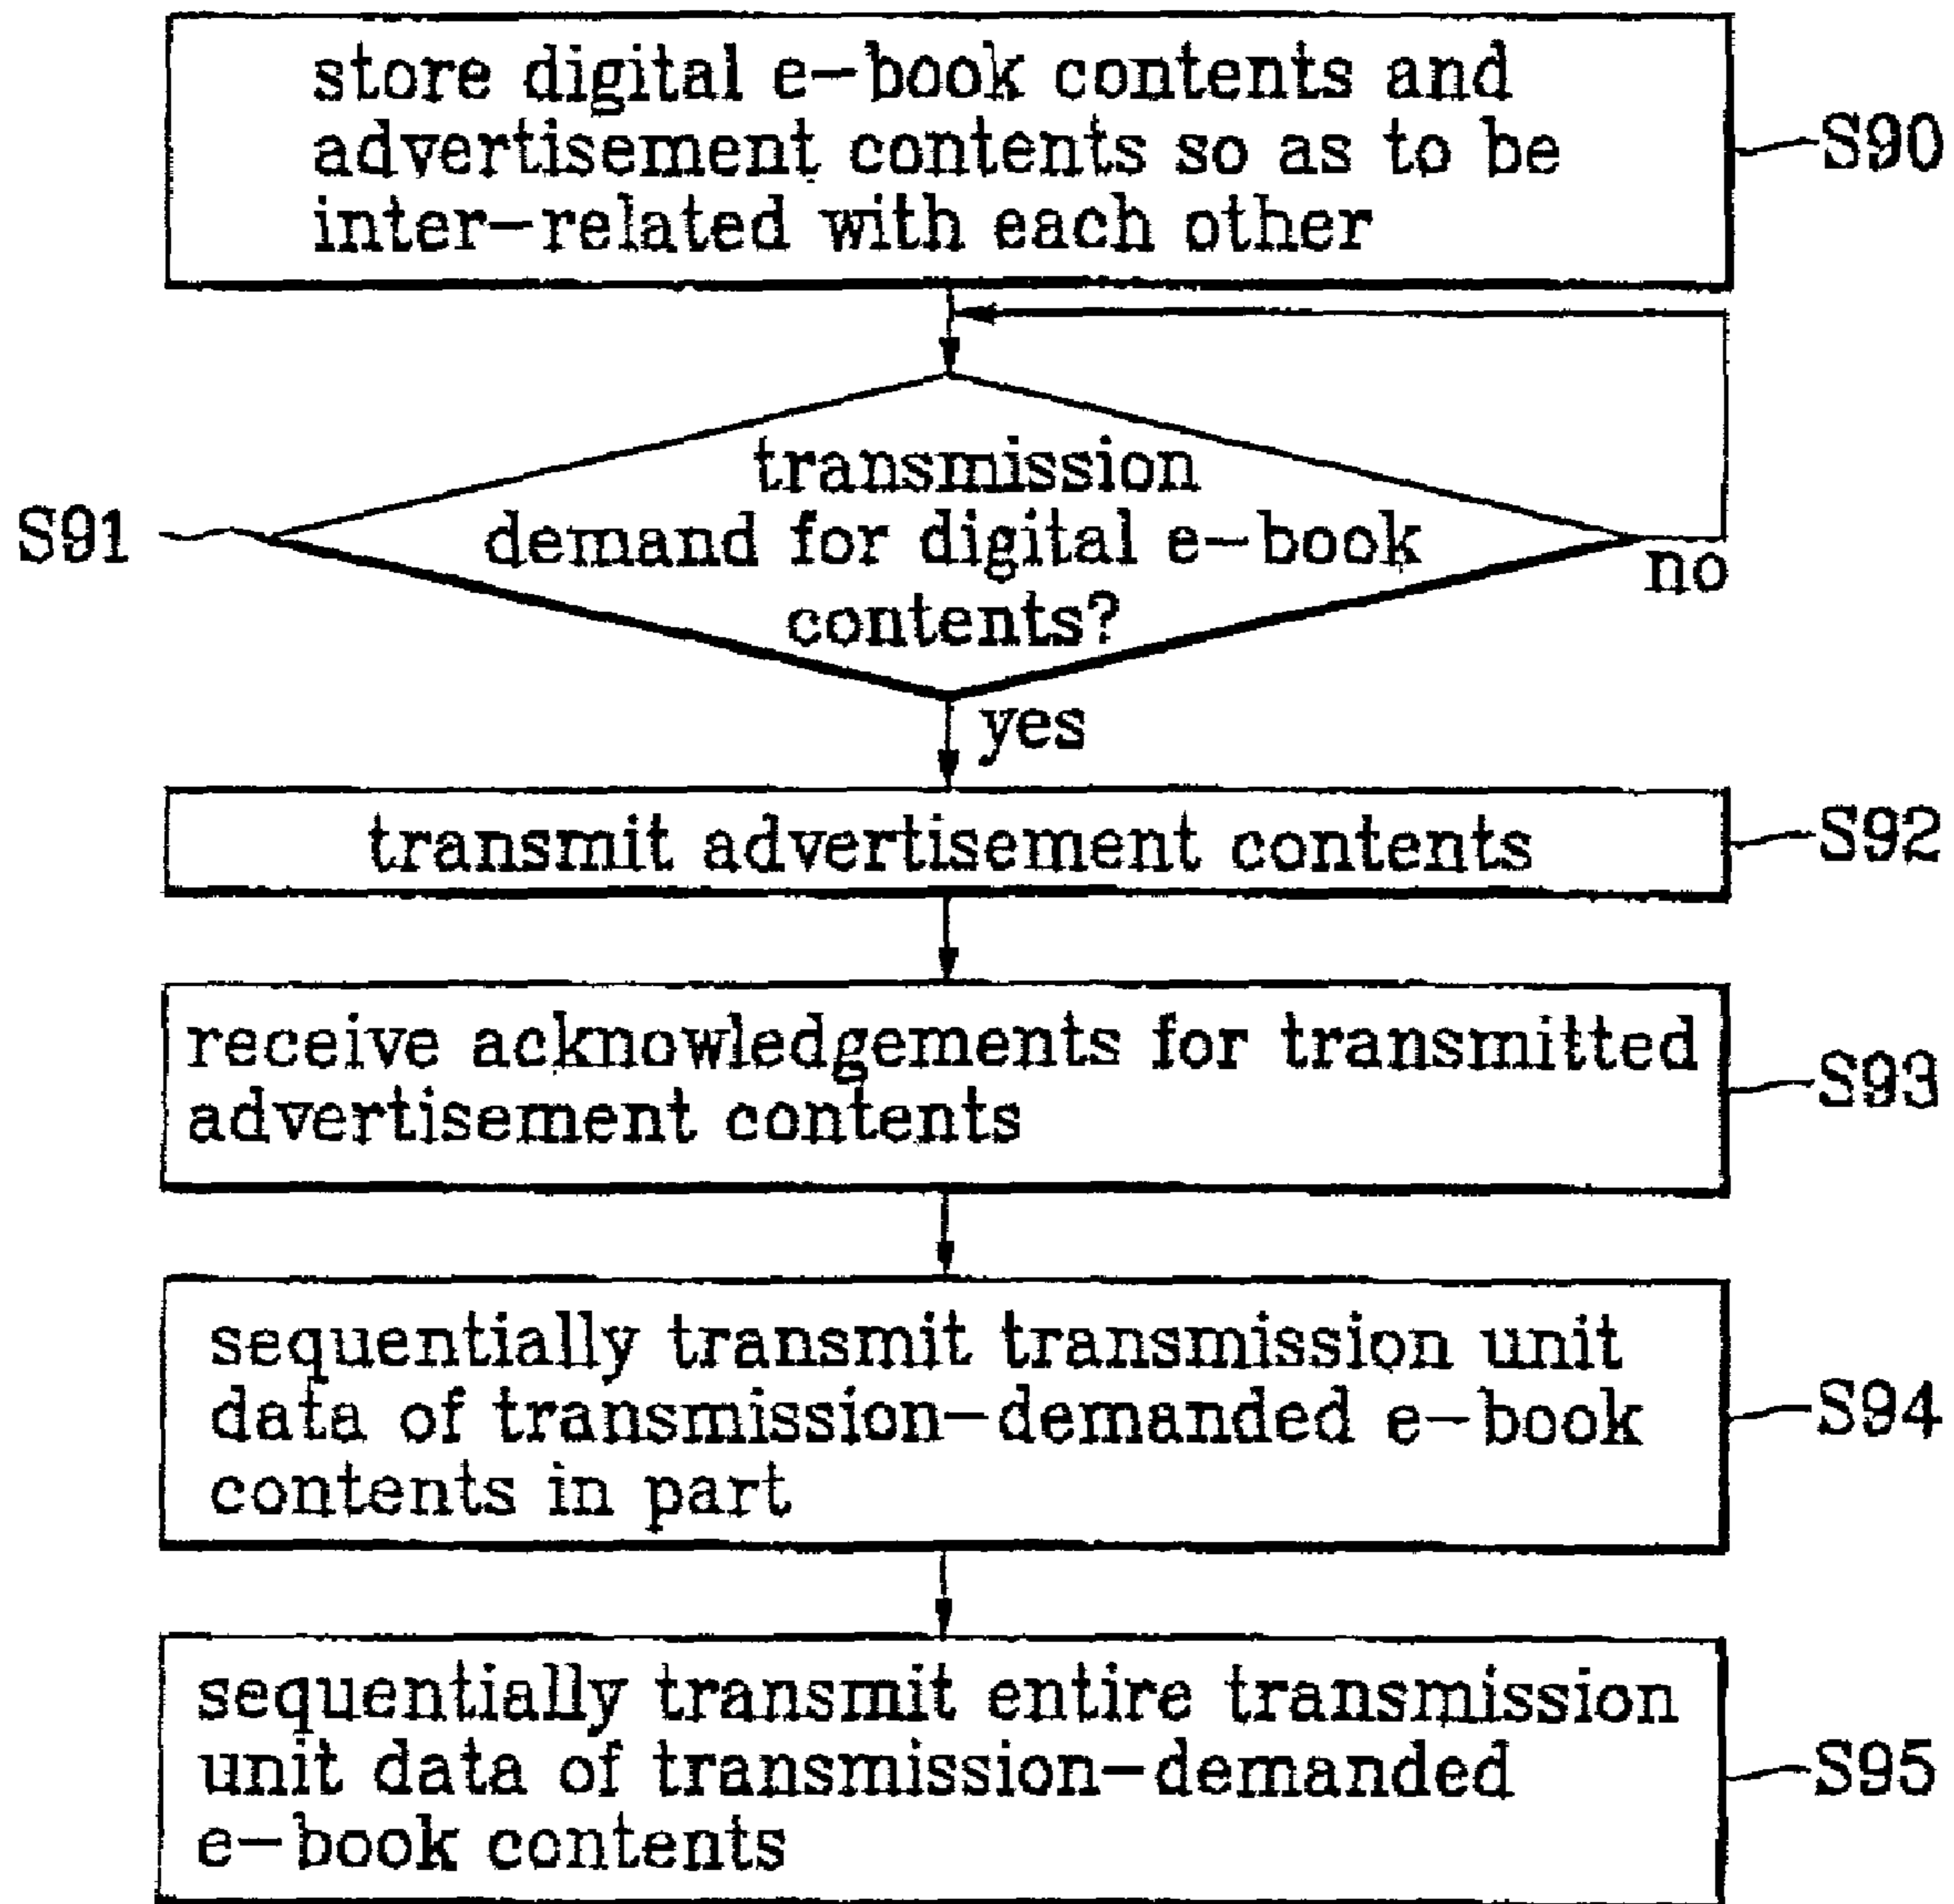 store digital e-book contents and
advertisement contents so as to be
inter-related with each other
S90
transmission
demand for digital e-book
contents?
S91
no
yes
transmit advertisement contents
S92
receive acknowledgements for transmitted
advertisement contents
S93
sequentially transmit transmission unit
data of transmission-demanded e-book
contents in part
S94
sequentially transmit entire transmission
unit data of transmission-demanded
e-book contents
S95